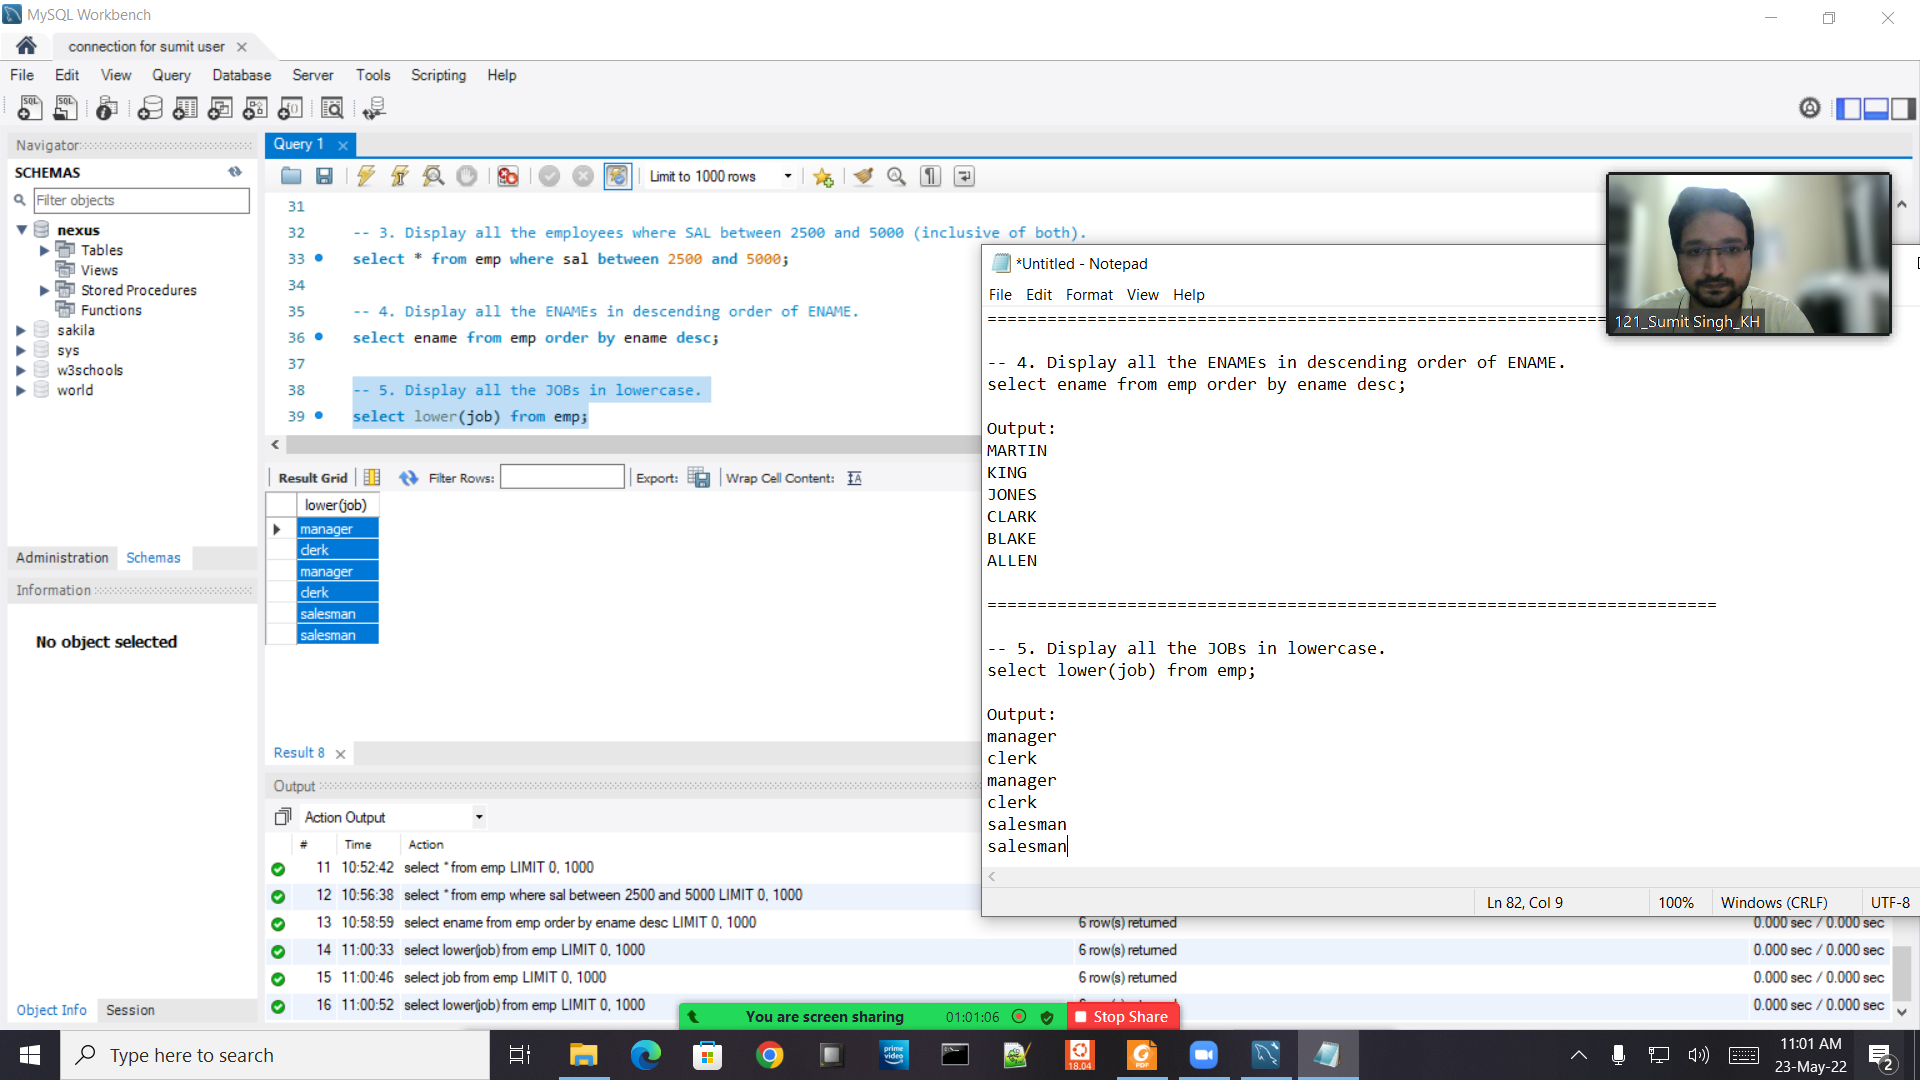 MySQL Workbench
connection for sumit user
File Edit View Query Database Server Tools Scripting Help
Navigator
SCHEMAS
Filter objects
nexus
Tables
Views
Stored Procedures
Functions
sakila
sys
w3schools
world
Administration Schemas
Information
No object selected
Object Info Session
Query 1
Limit to 1000 rows
31
32 -- 3. Display all the employees where SAL between 2500 and 5000 (inclusive of both).
33 select * from emp where sal between 2500 and 5000;
34
35 -- 4. Display all the ENAMEs in descending order of ENAME.
36 select ename from emp order by ename desc;
37
38 -- 5. Display all the JOBs in lowercase.
39 select lower(job) from emp;
Result Grid Filter Rows: Export: Wrap Cell Content:
lower(job)
manager
clerk
manager
clerk
salesman
salesman
Result 8
Output
Action Output
# Time Action
11 10:52:42 select * from emp LIMIT 0, 1000
12 10:56:38 select * from emp where sal between 2500 and 5000 LIMIT 0, 1000
13 10:58:59 select ename from emp order by ename desc LIMIT 0, 1000 6 row(s) returned 0.000 sec / 0.000 sec
14 11:00:33 select lower(job) from emp LIMIT 0, 1000 6 row(s) returned 0.000 sec / 0.000 sec
15 11:00:46 select job from emp LIMIT 0, 1000 6 row(s) returned 0.000 sec / 0.000 sec
16 11:00:52 select lower(job) from emp LIMIT 0, 1000 0.000 sec / 0.000 sec
*Untitled - Notepad
File Edit Format View Help
-- 4. Display all the ENAMEs in descending order of ENAME.
select ename from emp order by ename desc;
Output:
MARTIN
KING
JONES
CLARK
BLAKE
ALLEN
=========================================================================
-- 5. Display all the JOBs in lowercase.
select lower(job) from emp;
Output:
manager
clerk
manager
clerk
salesman
salesman
Ln 82, Col 9 100% Windows (CRLF) UTF-8
121_Sumit Singh_KH
You are screen sharing 01:01:06 Stop Share
Type here to search
prime video
18.04
PDF
11:01 AM
23-May-22
2